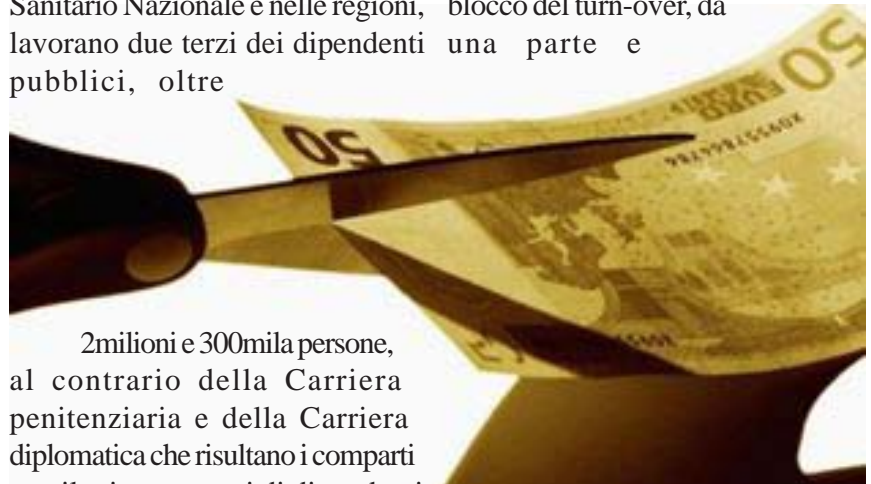 Sanitario Nazionale e nelle regioni,
lavorano due terzi dei dipendenti
pubblici, oltre
2milioni e 300mila persone,
al contrario della Carriera
penitenziaria e della Carriera
diplomatica che risultano i comparti
blocco del turn-over, da
una parte e
50
50
EURO
X09557864784